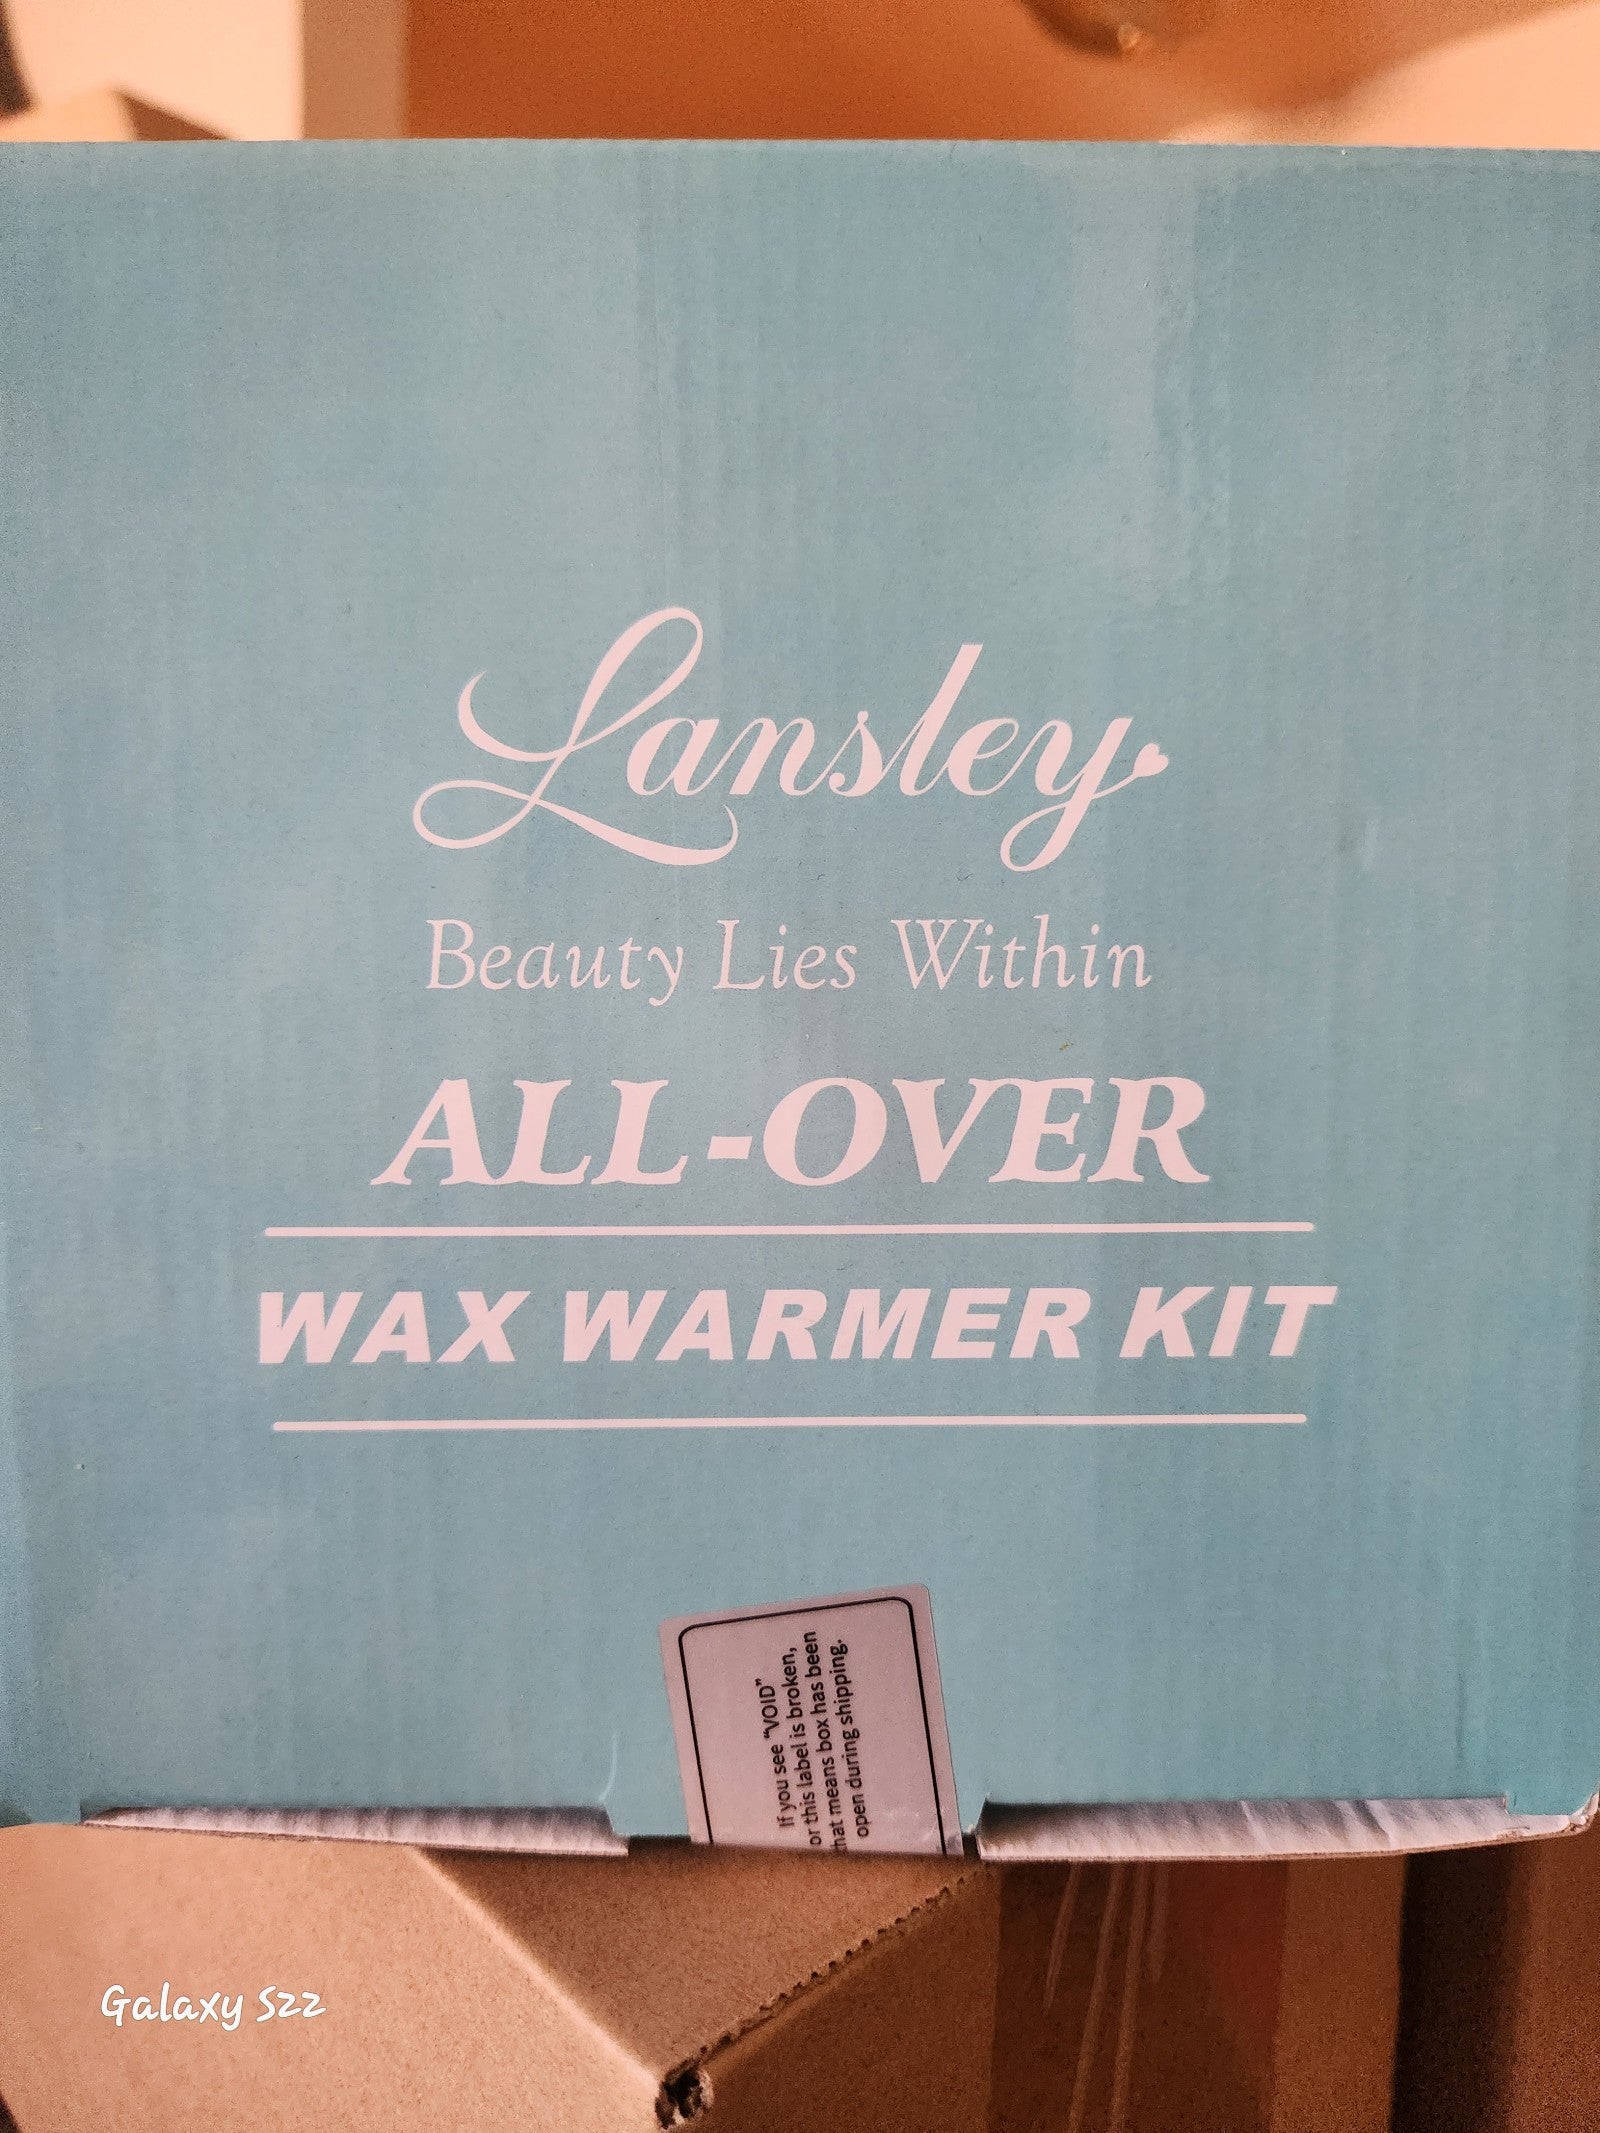 Lansley
Beauty Lies Within
ALL-OVER
WAX WARMER KIT
If you see "VOID"
or this label is broken,
that means box has been
open during shipping.
Galaxy S22